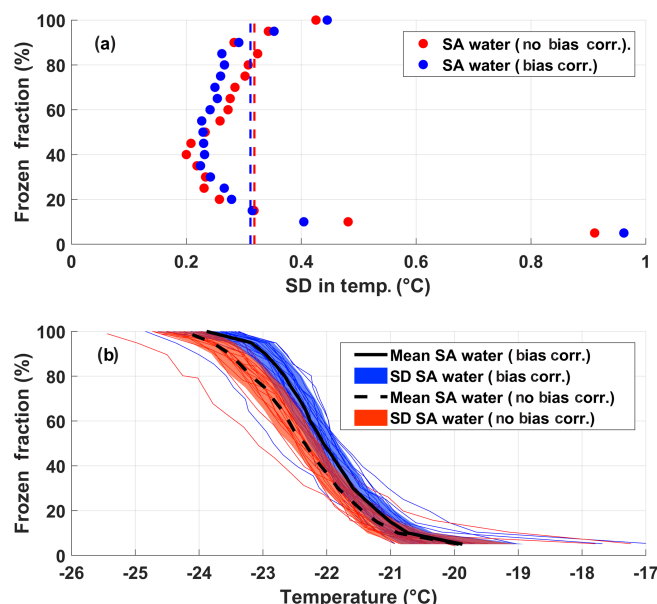 100
(a)
SA water (no bias corr.).
SA water (bias corr.)
80
60
40
20
0
Frozen fraction (%)
0 0.2 0.4 0.6 0.8 1
SD in temp. (°C)
100
(b)
Mean SA water (bias corr.)
SD SA water (bias corr.)
Mean SA water (no bias corr.)
SD SA water (no bias corr.)
80
60
40
20
0
Frozen fraction (%)
-26 -25 -24 -23 -22 -21 -20 -19 -18 -17
Temperature (°C)